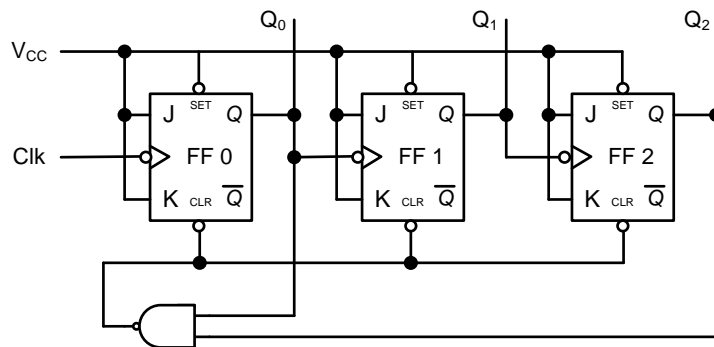 Q0 Q1 Q2
VCC
SET SET SET
J Q J Q J Q
Clk FF 0 FF 1 FF 2
K CLR Q̅ K CLR Q̅ K CLR Q̅